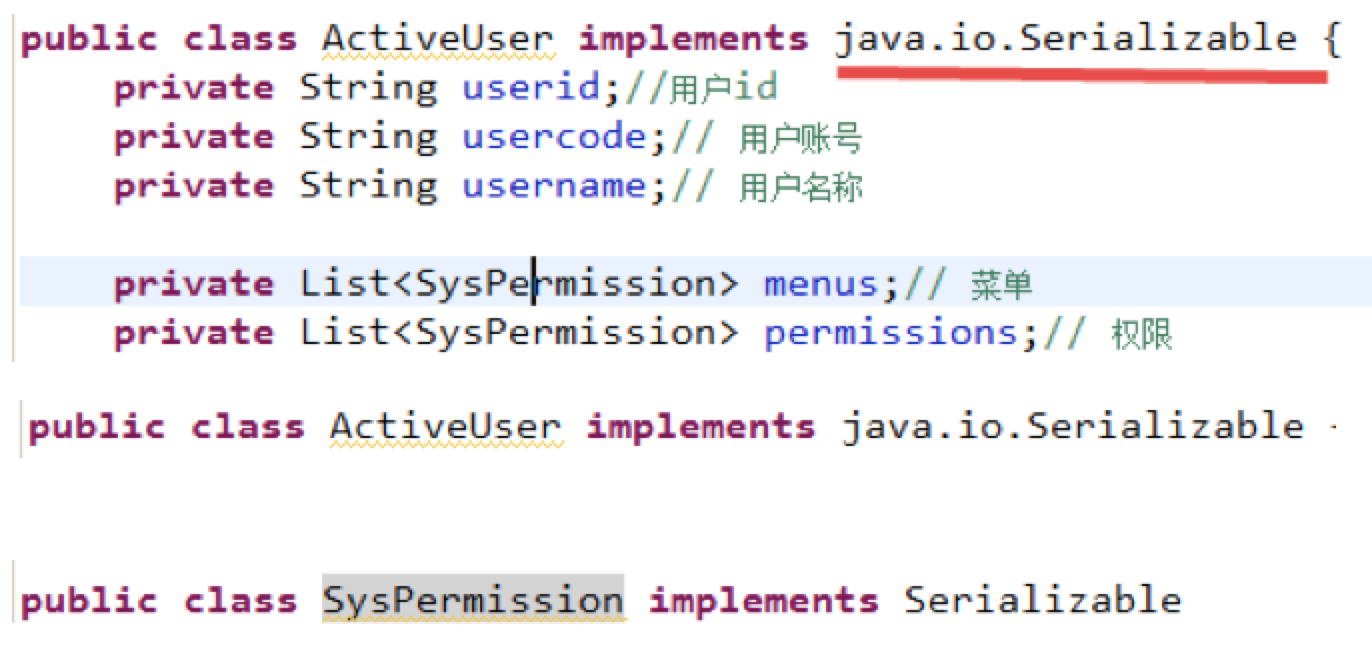 public class ActiveUser implements java.io.Serializable {
private String userid;//用户id
private String usercode;// 用户账号
private String username;// 用户名称
private List<SysPermission> menus;// 菜单
private List<SysPermission> permissions;// 权限
public class ActiveUser implements java.io.Serializable
public class SysPermission implements Serializable